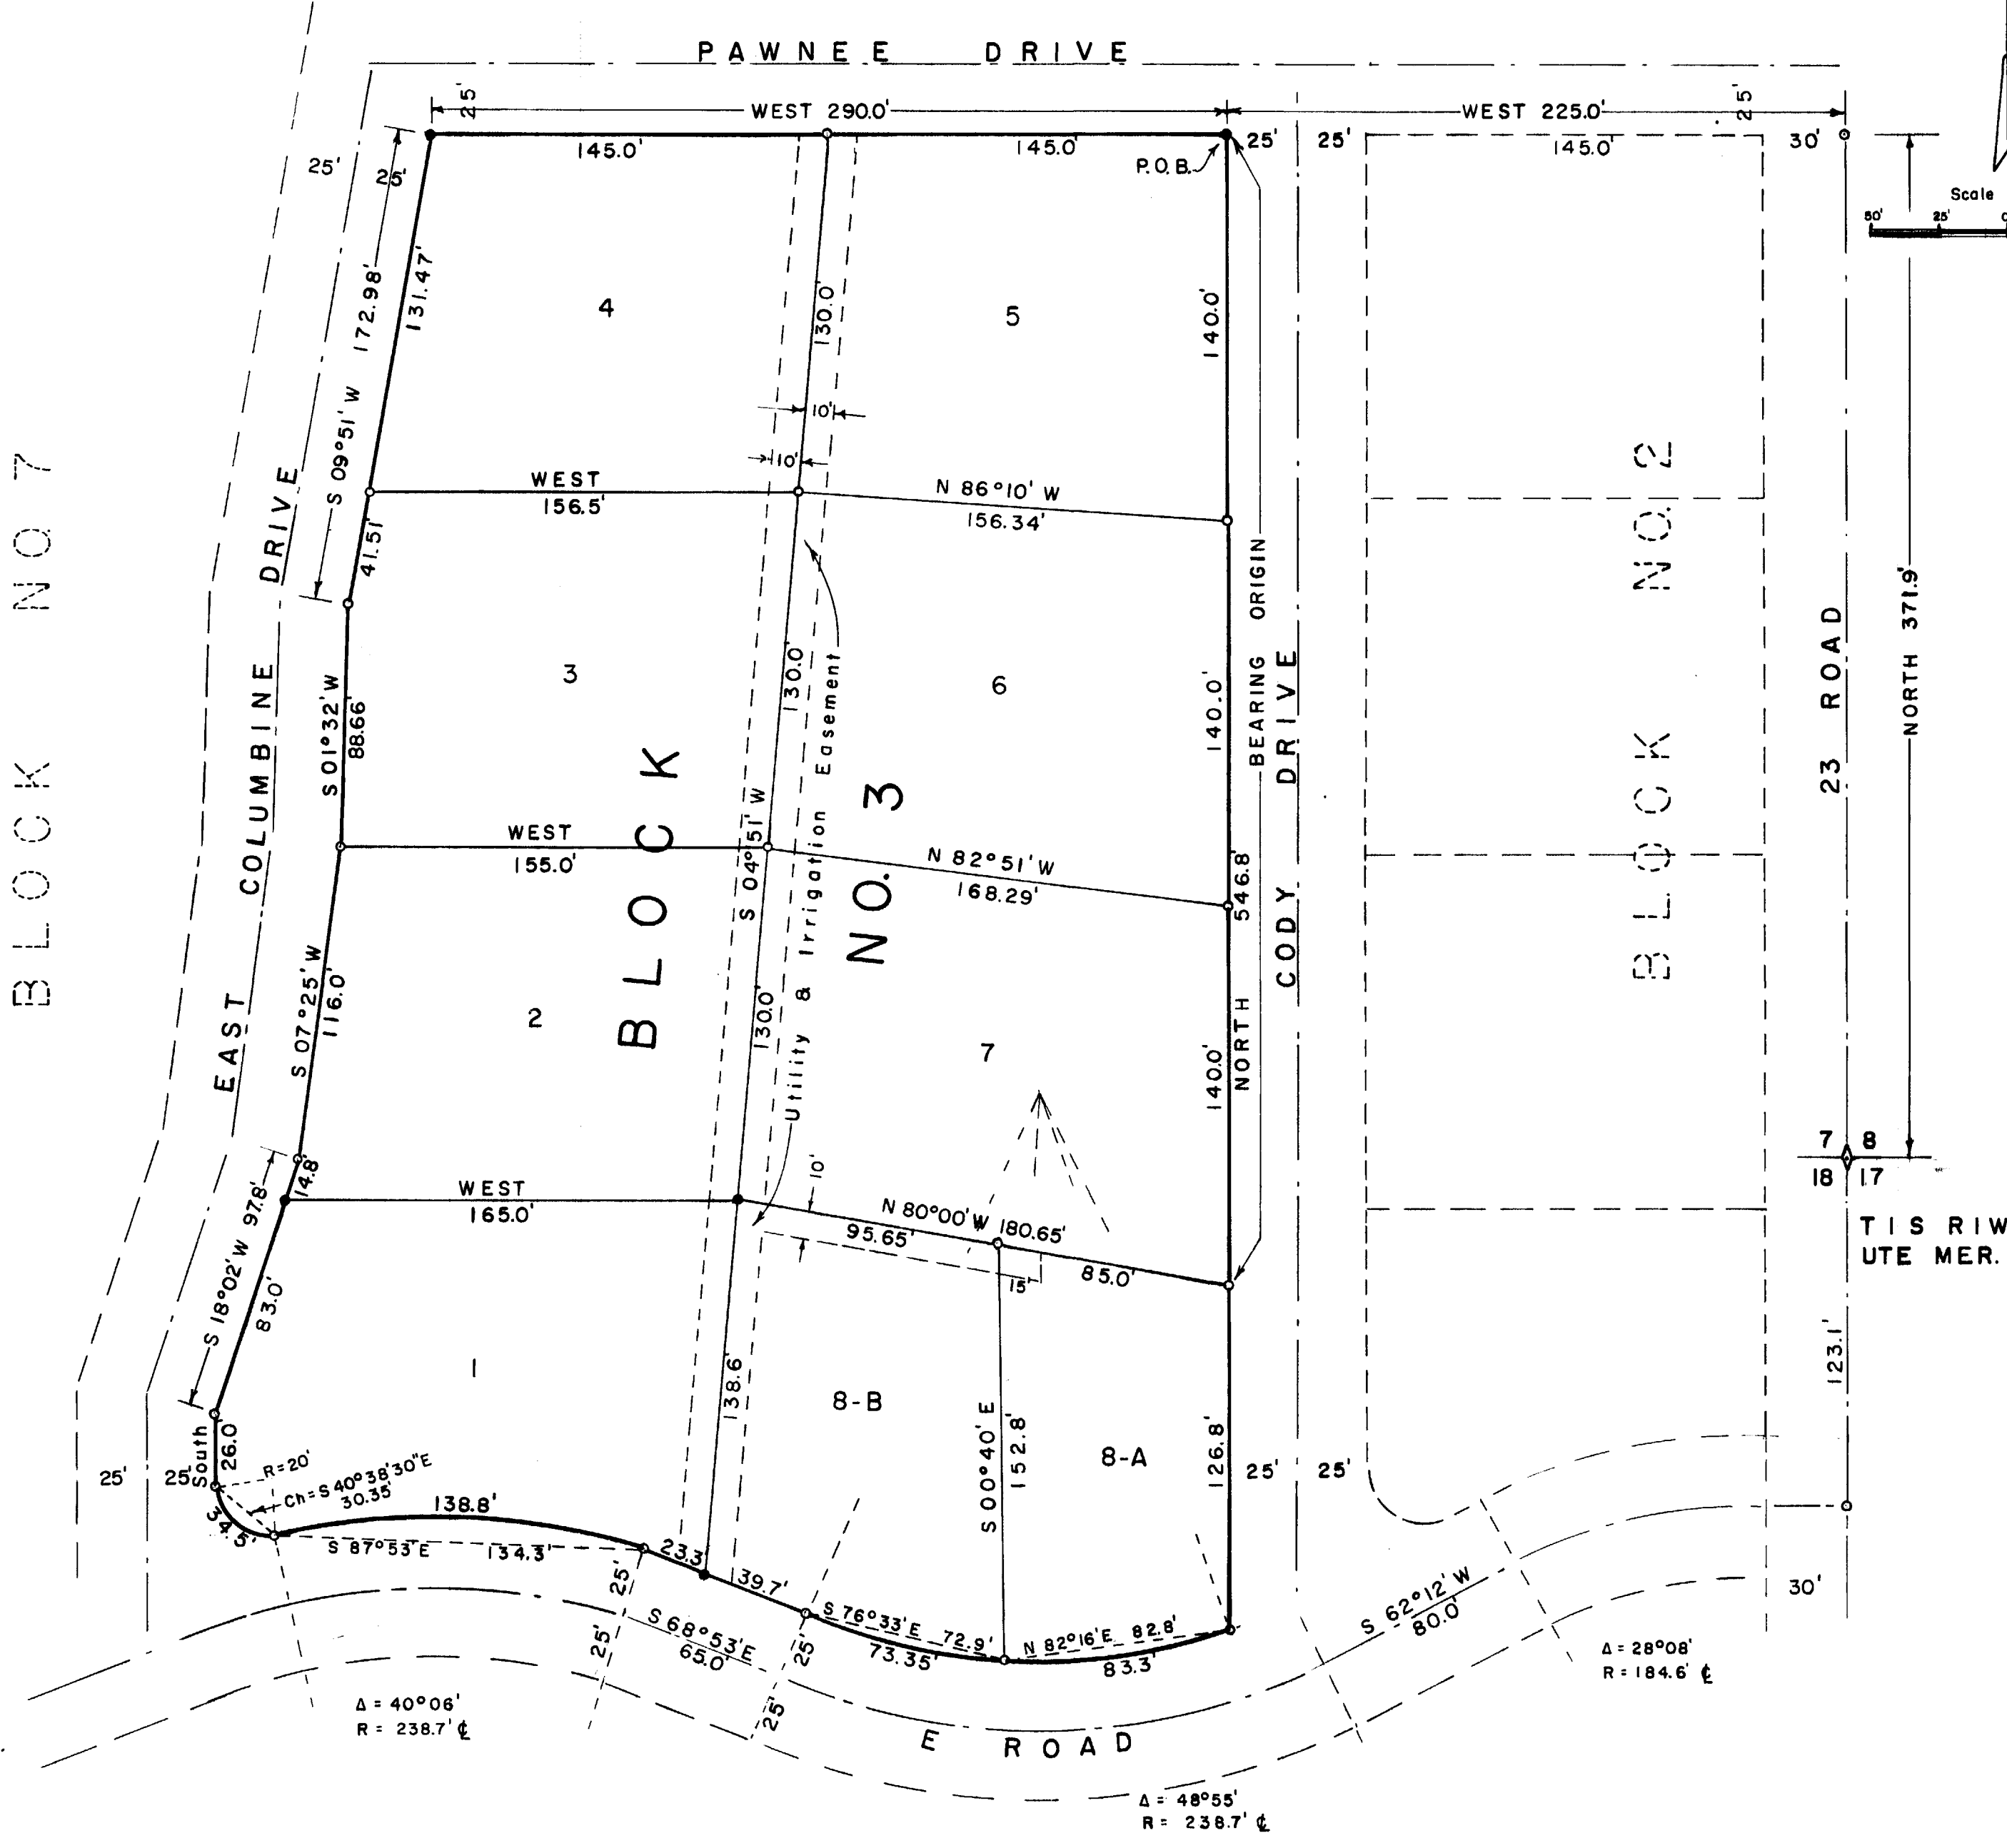 PAWNEE DRIVE
25'
WEST 290.0'
WEST 225.0'
25'
145.0'
145.0'
25'
25'
145.0'
30'
P.O.B.
25'
25'
Scale
50' 25' 0
172.98'
S 09°51' W
131.47'
4
130.0'
5
140.0'
10'
10'
WEST
156.5'
N 86°10' W
156.34'
41.51'
BLOCK NO 7
EAST COLUMBINE DRIVE
S 01°32' W
88.66'
3
130.0'
6
140.0'
BEARING ORIGIN
NORTH 546.8'
CODY DRIVE
BLOCK NO. 2
23 ROAD
NORTH 371.9'
BLOCK NO. 3
S 04°51' W
Utility & Irrigation Easement
WEST
155.0'
N 82°51' W
168.29'
S 07°25' W
116.0'
2
130.0'
7
140.0'
7 8
18 17
T1S R1W
UTE MER.
14.8'
WEST
165.0'
10'
N 80°00' W 180.65'
95.65'
15'
85.0'
S 18°02' W 97.8'
83.0'
1
138.6'
8-B
S 00°40' E
152.8'
8-A
126.8'
123.1'
South
26.0'
25'
25'
R=20'
Ch=S 40°38'30"E
30.35'
34.5'
138.8'
S 87°53'E 134.3'
25'
25'
23.3'
39.7'
25'
25'
S 68°53'E
65.0'
25'
25'
S 76°33'E 72.9'
73.35'
N 82°16'E 82.8'
83.3'
S 62°12' W
80.0'
30'
Δ = 28°08'
R = 184.6' ℄
Δ = 40°06'
R = 238.7' ℄
E ROAD
Δ = 48°55'
R = 238.7' ℄